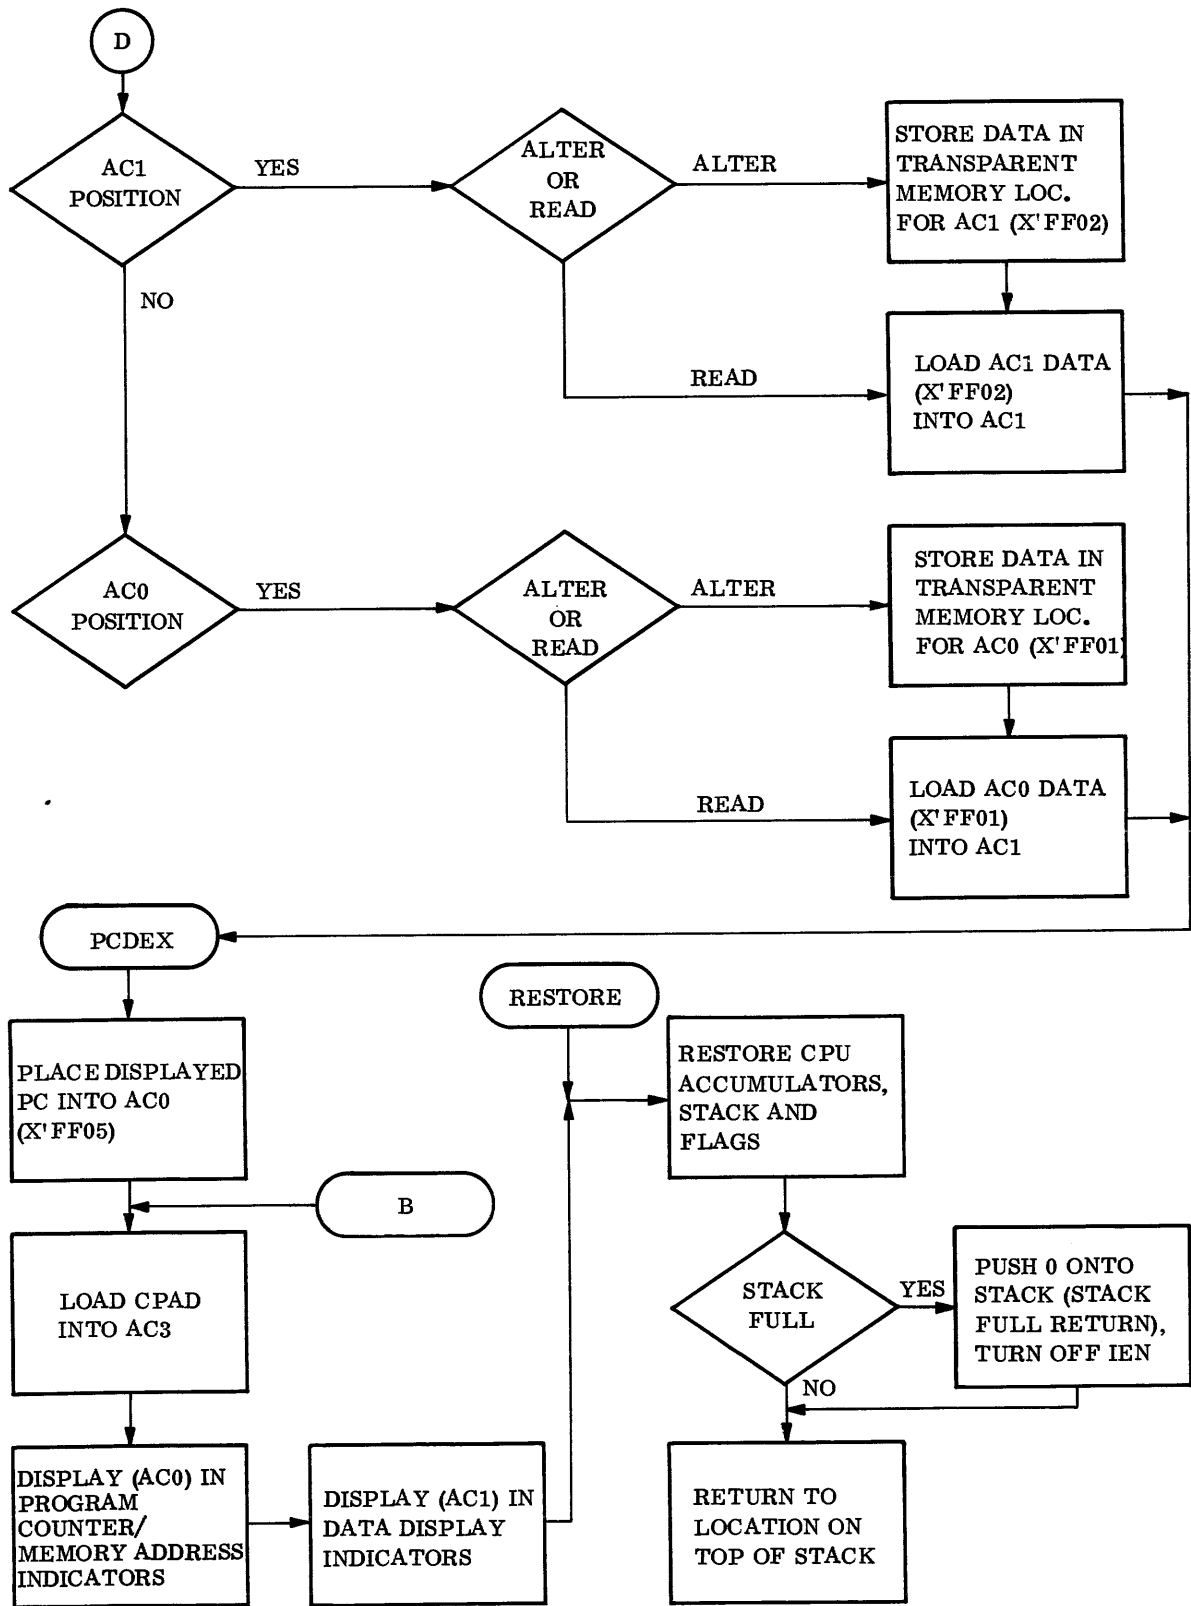 D
AC1
POSITION
YES
ALTER
OR
READ
ALTER
STORE DATA IN
TRANSPARENT
MEMORY LOC.
FOR AC1 (X'FF02)
NO
READ
LOAD AC1 DATA
(X'FF02)
INTO AC1
AC0
POSITION
YES
ALTER
OR
READ
ALTER
STORE DATA IN
TRANSPARENT
MEMORY LOC.
FOR AC0 (X'FF01)
READ
LOAD AC0 DATA
(X'FF01)
INTO AC1
PCDEX
RESTORE
PLACE DISPLAYED
PC INTO AC0
(X'FF05)
RESTORE CPU
ACCUMULATORS,
STACK AND
FLAGS
B
LOAD CPAD
INTO AC3
STACK
FULL
YES
PUSH 0 ONTO
STACK (STACK
FULL RETURN),
TURN OFF IEN
NO
DISPLAY (AC0) IN
PROGRAM
COUNTER/
MEMORY ADDRESS
INDICATORS
DISPLAY (AC1) IN
DATA DISPLAY
INDICATORS
RETURN TO
LOCATION ON
TOP OF STACK